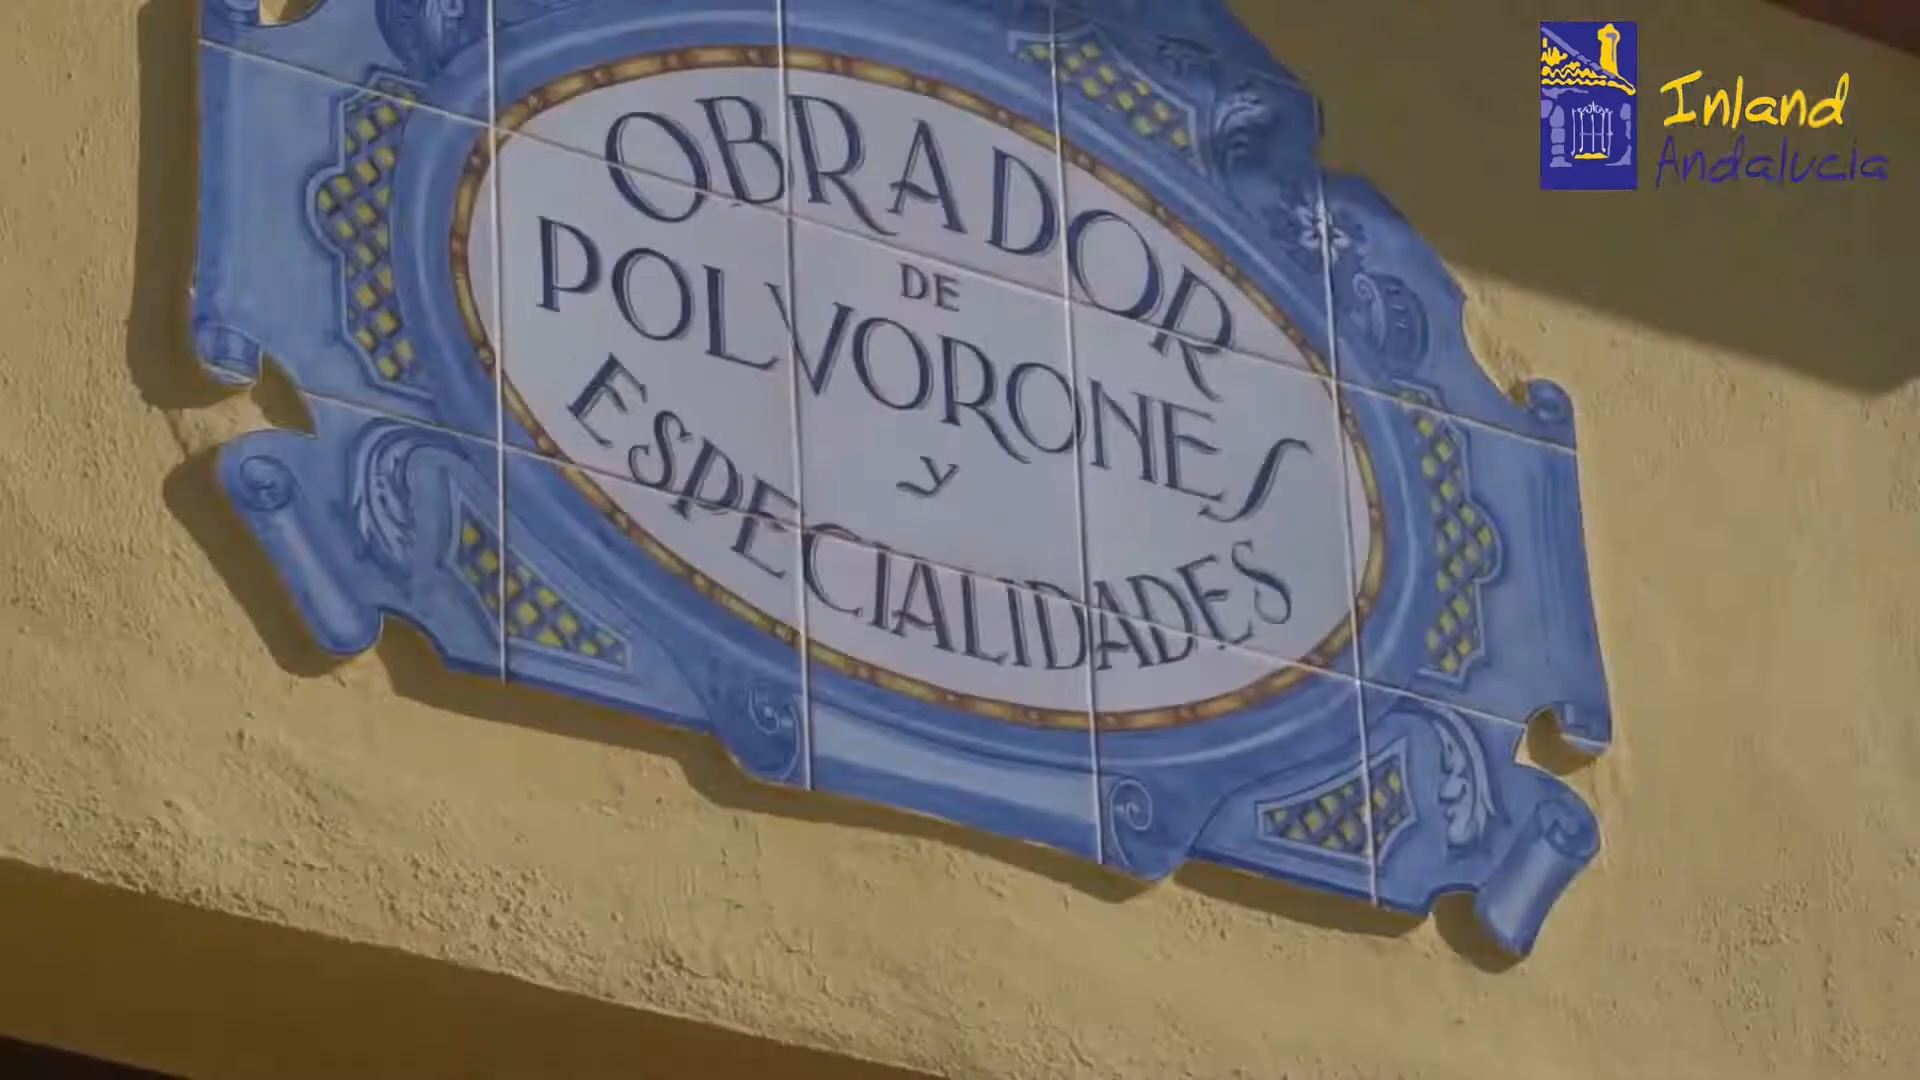 OBRADOR
DE
POLVORONES
y
ESPECIALIDADES
Inland
Andalucia